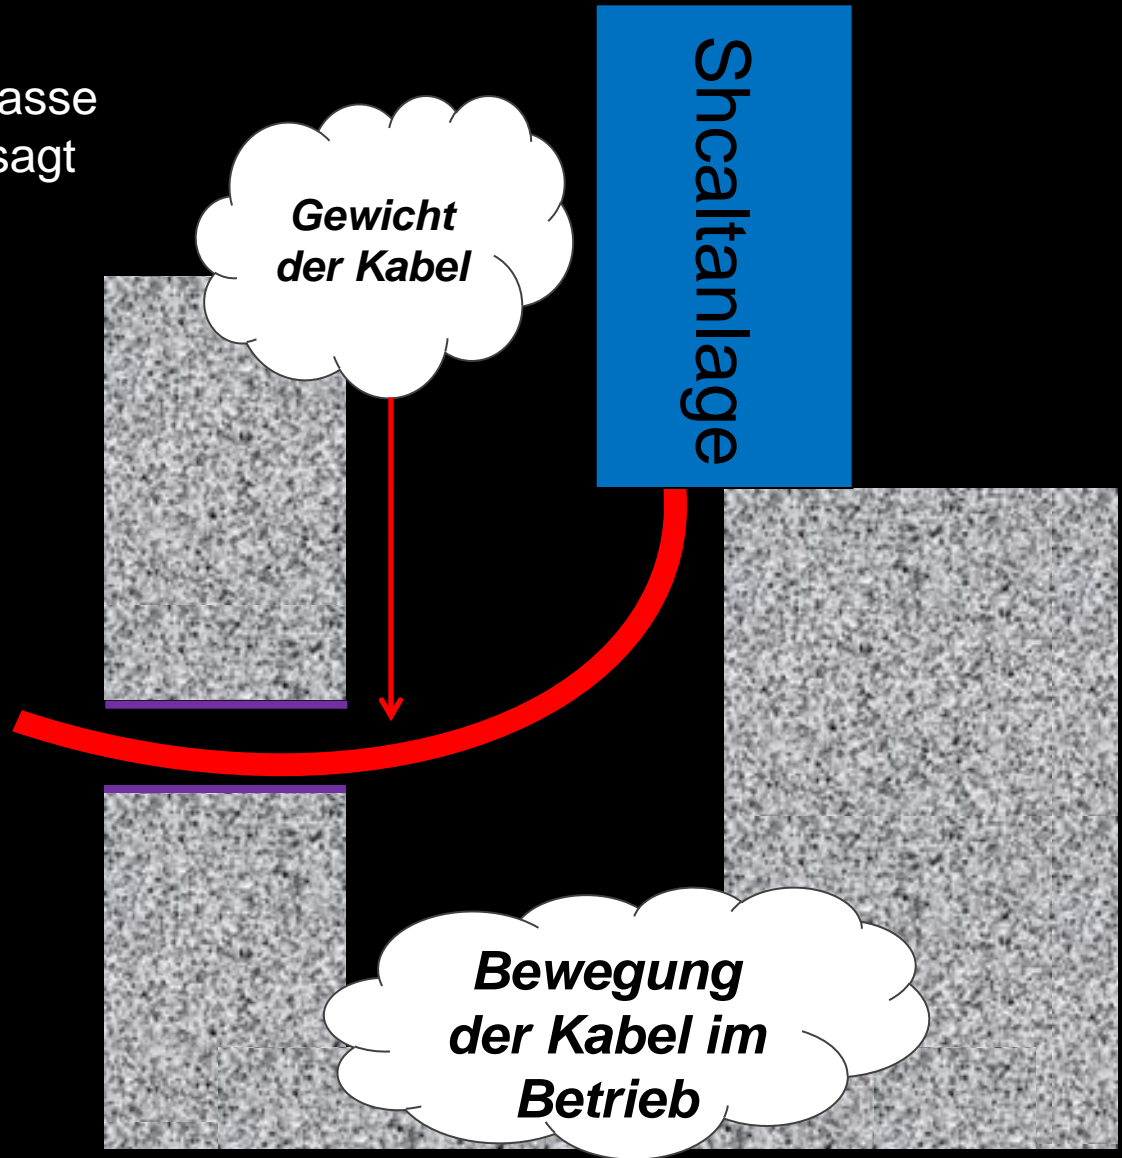 asse
sagt
Gewicht
der Kabel
Shcaltanlage
Bewegung
der Kabel im
Betrieb